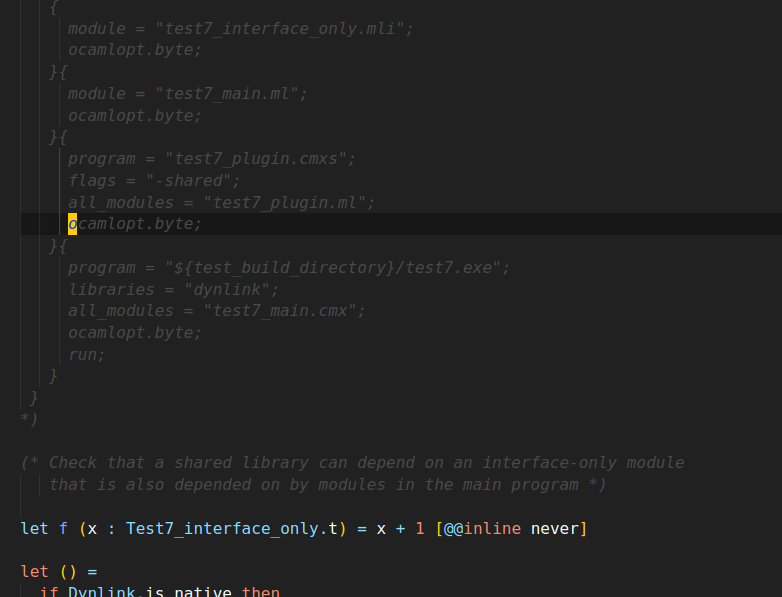 {
module = "test7_interface_only.mli";
ocamlopt.byte;
}{
module = "test7_main.ml";
ocamlopt.byte;
}{
program = "test7_plugin.cmxs";
flags = "-shared";
all_modules = "test7_plugin.ml";
ocamlopt.byte;
}{
program = "${test_build_directory}/test7.exe";
libraries = "dynlink";
all_modules = "test7_main.cmx";
ocamlopt.byte;
run;
}
}
*)
(* Check that a shared library can depend on an interface-only module
that is also depended on by modules in the main program *)
let f (x : Test7_interface_only.t) = x + 1 [@@inline never]
let () =
if Dynlink.is_native then